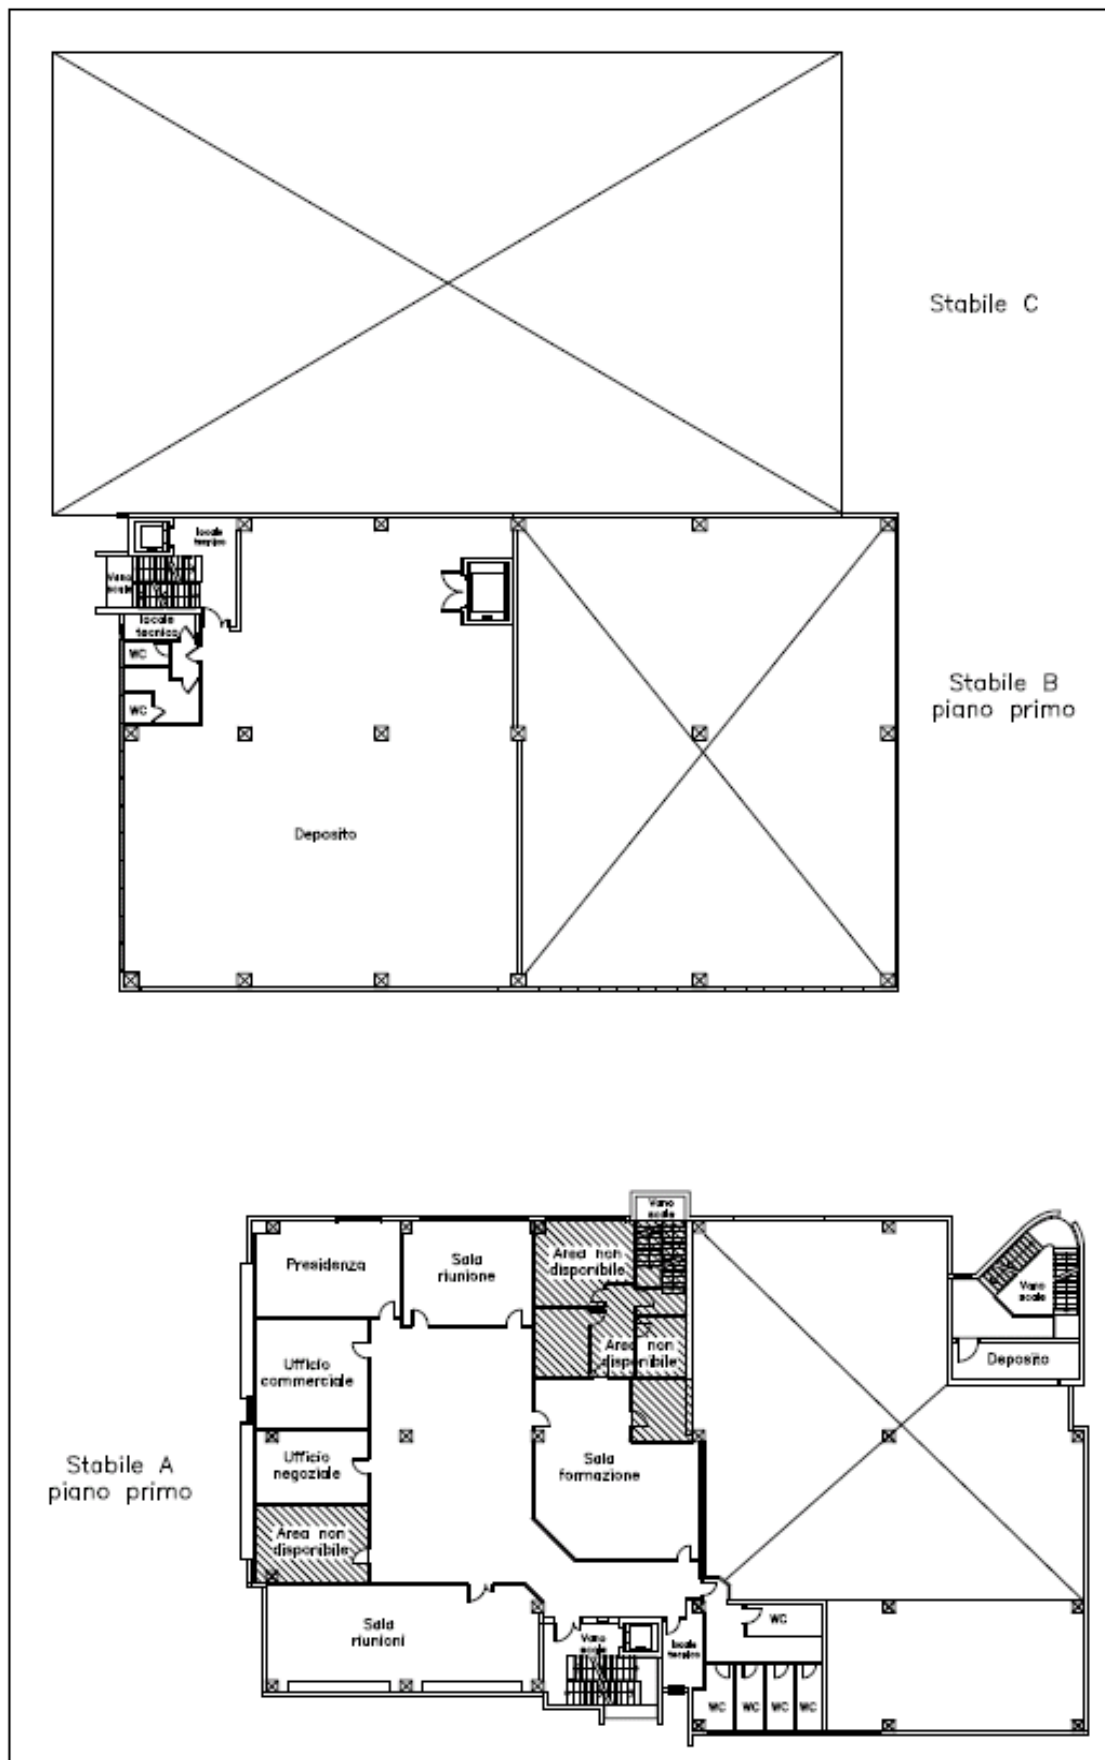 Stabile C
locale
tecnico
Vano
scale
locale
tecnico
WC
WC
Stabile B
piano primo
Deposito
Vano
scale
Presidenza
Sala
riunione
Area non
disponibile
Vano
scale
Ufficio
commerciale
Area non
disponibile
Deposito
Stabile A
piano primo
Ufficio
negoziale
Sala
formazione
Area non
disponibile
Sala
riunioni
Vano
scale
locale
tecnico
WC
WC
WC
WC
WC